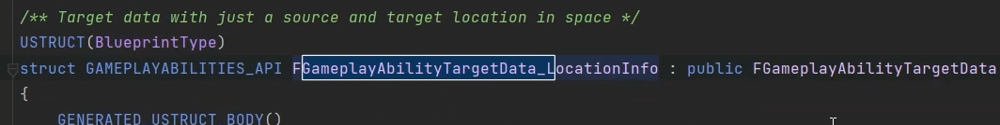 /** Target data with just a source and target location in space */
USTRUCT(BlueprintType)
struct GAMEPLAYABILITIES_API FGameplayAbilityTargetData_LocationInfo : public FGameplayAbilityTargetData
{
GENERATED_USTRUCT_BODY()